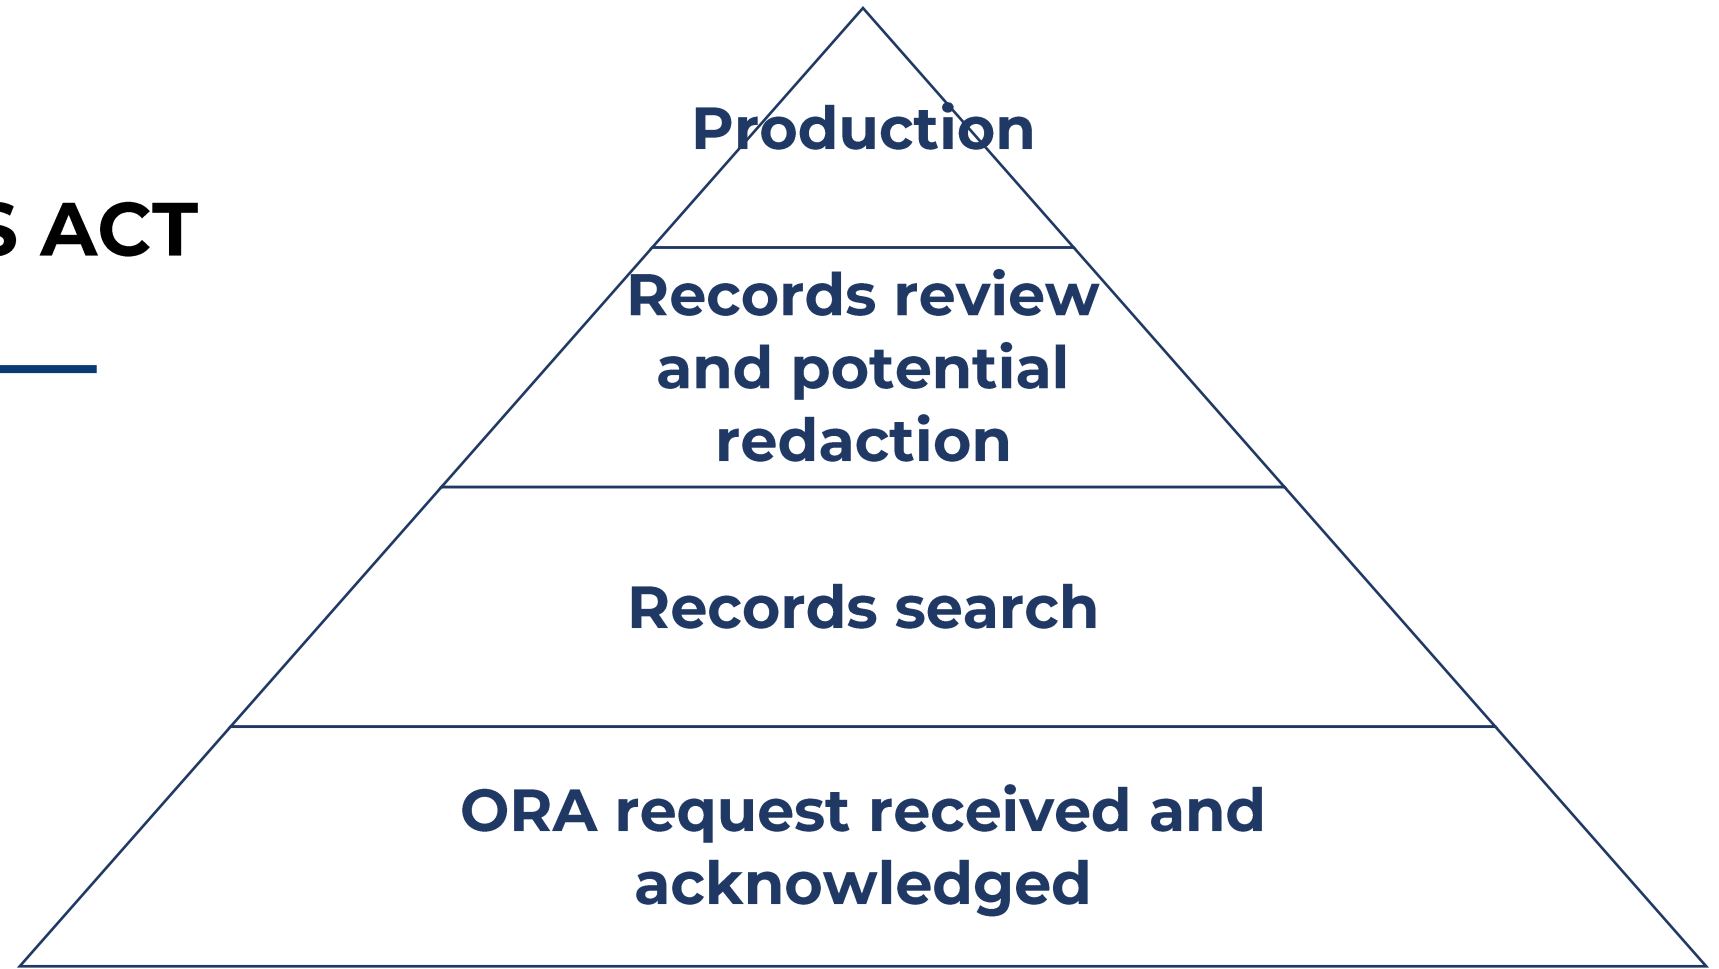 S ACT
Production
Records review
and potential
redaction
Records search
ORA request received and
acknowledged